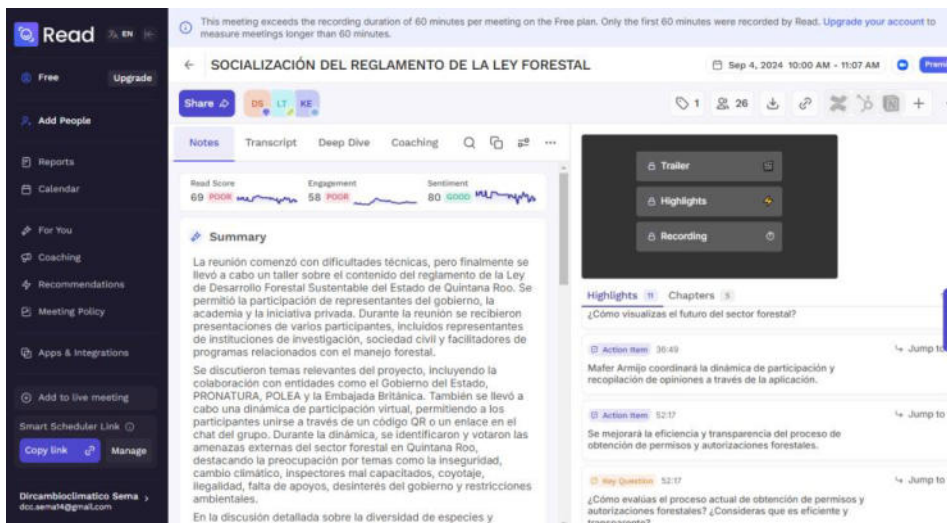 This meeting exceeds the recording duration of 60 minutes per meeting on the Free plan. Only the first 60 minutes were recorded by Read. Upgrade your account to
measure meetings longer than 60 minutes.
Read
EN
Free
Upgrade
Add People
Reports
Calendar
For You
Coaching
Recommendations
Meeting Policy
Apps & Integrations
Add to live meeting
Smart Scheduler Link
Copy link
Manage
Dircambioclimatico Sema
dcc.sema14@gmail.com
← SOCIALIZACIÓN DEL REGLAMENTO DE LA LEY FORESTAL
Sep 4, 2024 10:00 AM - 11:07 AM
Share
DS LT KE
1
26
+
Notes
Transcript
Deep Dive
Coaching
...
Read Score
69 POOR
Engagement
58 POOR
Sentiment
80 GOOD
Summary
La reunión comenzó con dificultades técnicas, pero finalmente se
llevó a cabo un taller sobre el contenido del reglamento de la Ley
de Desarrollo Forestal Sustentable del Estado de Quintana Roo. Se
permitió la participación de representantes del gobierno, la
academia y la iniciativa privada. Durante la reunión se recibieron
presentaciones de varios participantes, incluidos representantes
de instituciones de investigación, sociedad civil y facilitadores de
programas relacionados con el manejo forestal.
Se discutieron temas relevantes del proyecto, incluyendo la
colaboración con entidades como el Gobierno del Estado,
PRONATURA, POLEA y la Embajada Británica. También se llevó a
cabo una dinámica de participación virtual, permitiendo a los
participantes unirse a través de un código QR o un enlace en el
chat del grupo. Durante la dinámica, se identificaron y votaron las
amenazas externas del sector forestal en Quintana Roo,
destacando la preocupación por temas como la inseguridad,
cambio climático, inspectores mal capacitados, coyotaje,
ilegalidad, falta de apoyos, desinterés del gobierno y restricciones
ambientales.
En la discusión detallada sobre la diversidad de especies y
Trailer
Highlights
Recording
Highlights 11
Chapters 5
¿Cómo visualizas el futuro del sector forestal?
Action Item 36:49
Jump to
Mafer Armijo coordinará la dinámica de participación y
recopilación de opiniones a través de la aplicación.
Action Item 52:17
Jump to
Se mejorará la eficiencia y transparencia del proceso de
obtención de permisos y autorizaciones forestales.
Key Question 52:17
Jump to
¿Cómo evalúas el proceso actual de obtención de permisos y
autorizaciones forestales? ¿Consideras que es eficiente y
transparente?